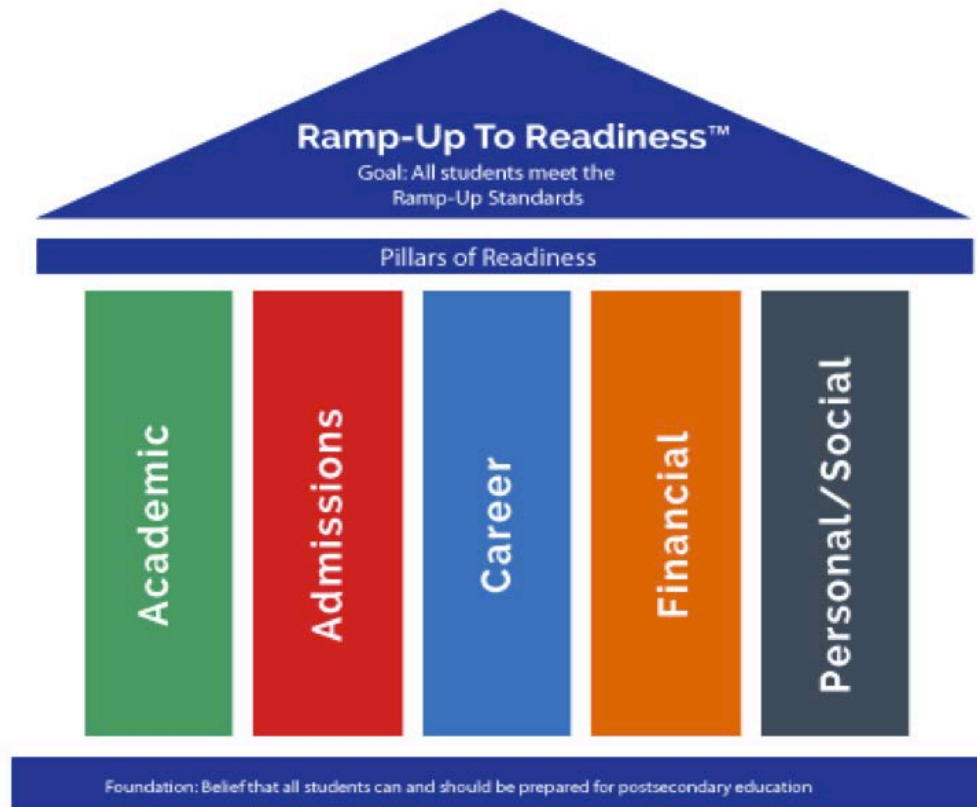 Ramp-Up To Readiness™
Goal: All students meet the
Ramp-Up Standards
Pillars of Readiness
Academic
Admissions
Career
Financial
Personal/Social
Foundation: Belief that all students can and should be prepared for postsecondary education